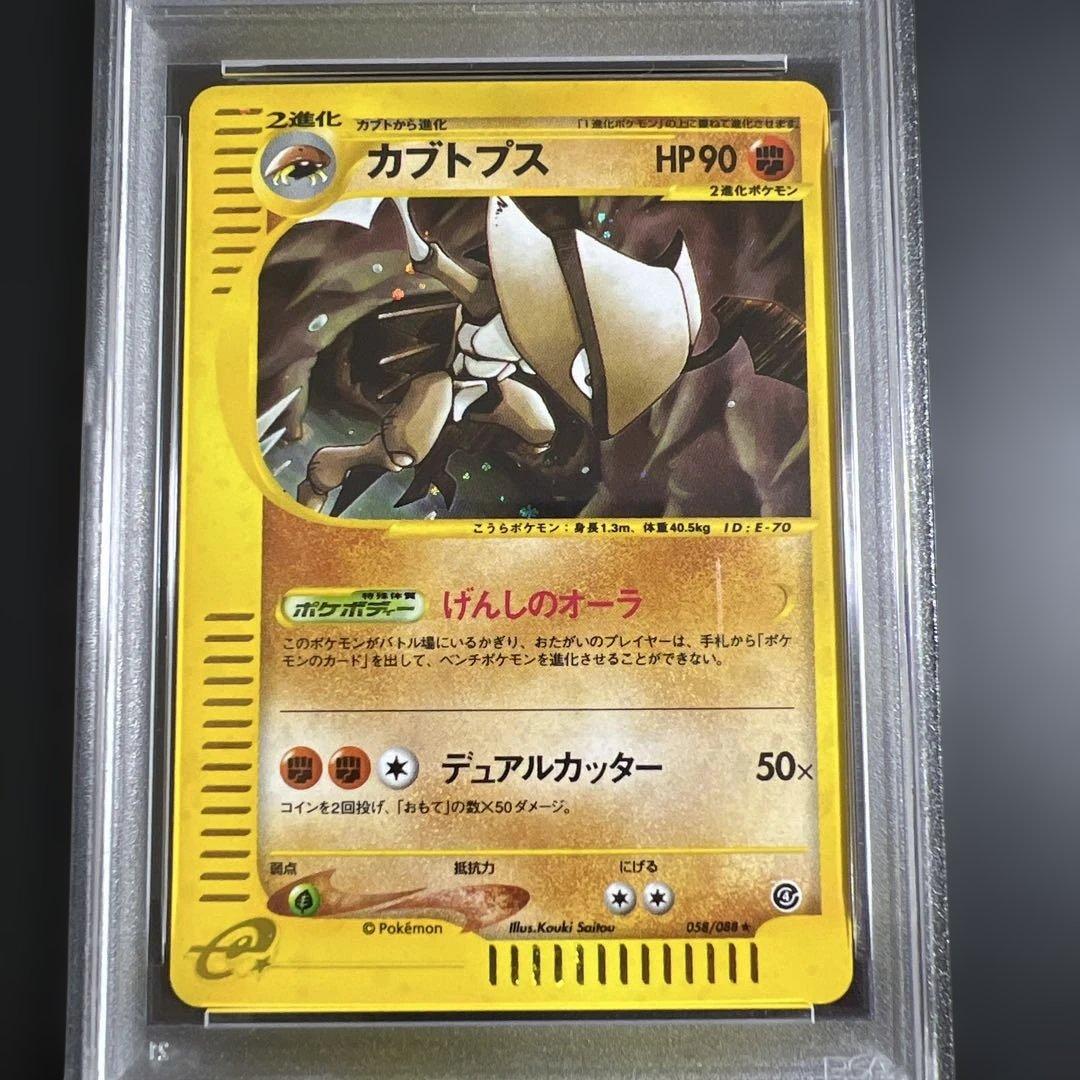 2進化 カブトから進化 「1進化ポケモン」の上に重ねて進化させます。
カブトプス HP90
2進化ポケモン
こうらポケモン：身長1.3m、体重40.5kg ID:E-70
特殊体質
ポケボディー げんしのオーラ
このポケモンがバトル場にいるかぎり、おたがいのプレイヤーは、手札から「ポケ
モンのカード」を出して、ベンチポケモンを進化させることができない。
デュアルカッター 50×
コインを2回投げ、「おもて」の数×50ダメージ。
弱点 抵抗力 にげる
©Pokémon Illus.Kouki Saitou 058/088★
e